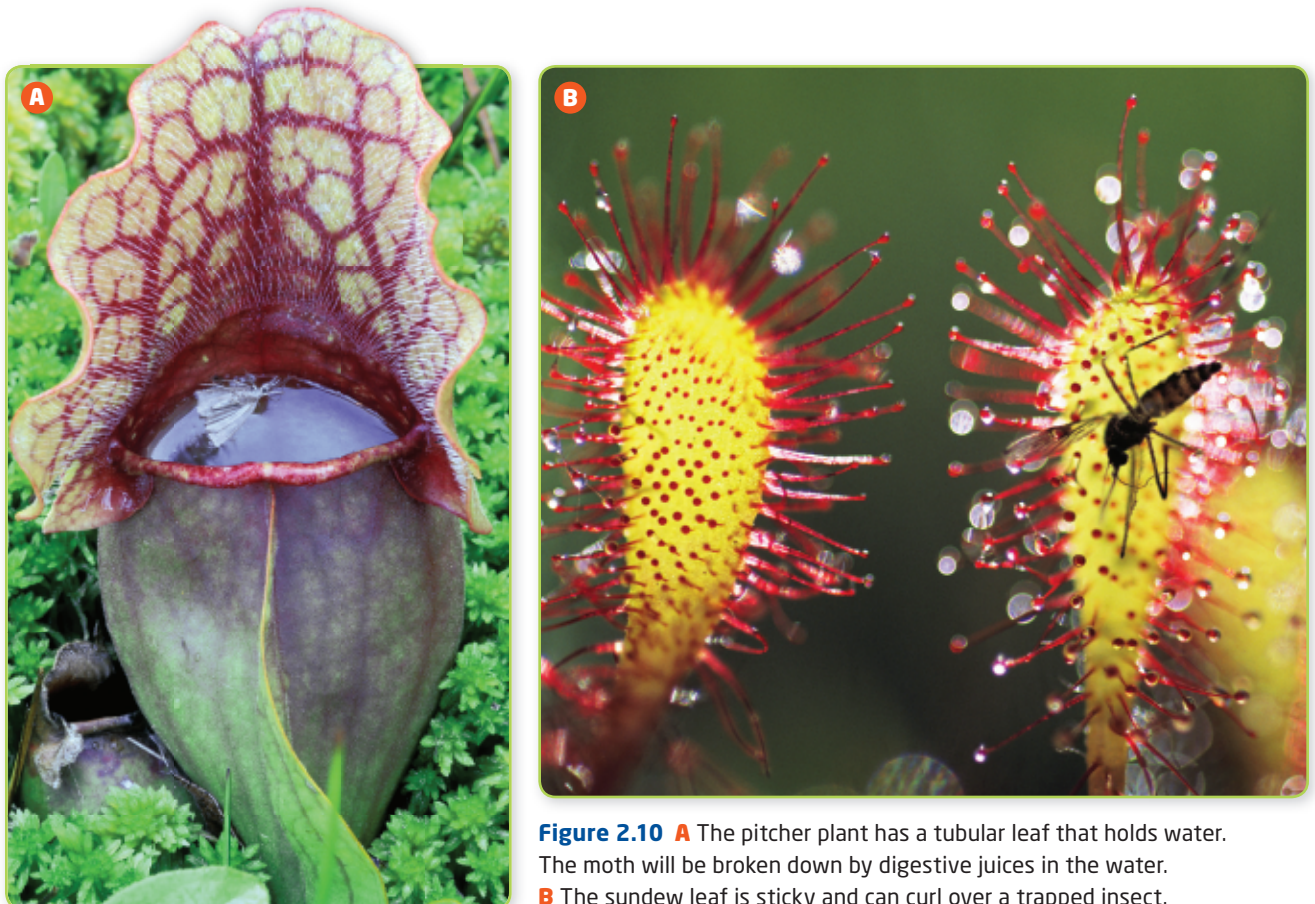 A
B
Figure 2.10 A The pitcher plant has a tubular leaf that holds water.
The moth will be broken down by digestive juices in the water.
B The sundew leaf is sticky and can curl over a trapped insect.